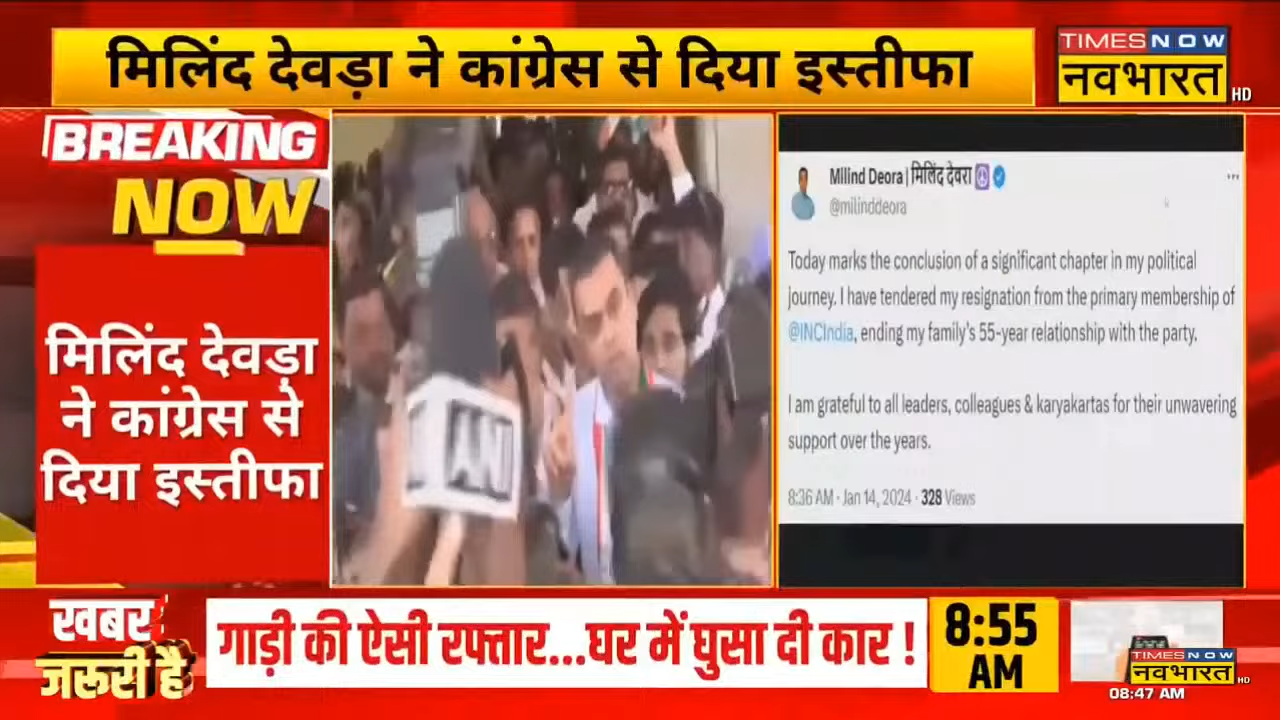 मिलिंद देवड़ा ने कांग्रेस से दिया इस्तीफा
TIMES NOW
नवभारत HD
BREAKING
NOW
मिलिंद देवड़ा
ने कांग्रेस से
दिया इस्तीफा
ANI
Milind Deora | मिलिंद देवरा ☮
@milinddeora
Today marks the conclusion of a significant chapter in my political
journey. I have tendered my resignation from the primary membership of
@INCIndia, ending my family's 55-year relationship with the party.
I am grateful to all leaders, colleagues & karyakartas for their unwavering
support over the years.
8:36 AM · Jan 14, 2024 · 328 Views
खबर
जरूरी है
गाड़ी की ऐसी रफ्तार...घर में घुसा दी कार !
8:55
AM
TIMES NOW
नवभारत HD
08:47 AM